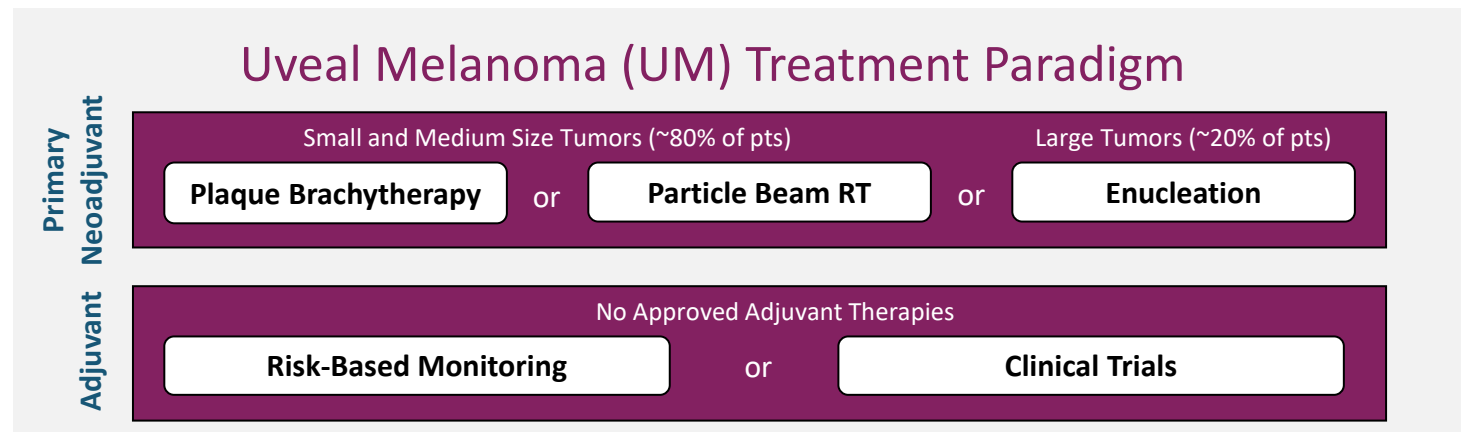 Uveal Melanoma (UM) Treatment Paradigm
Primary
Neoadjuvant
Small and Medium Size Tumors (~80% of pts)
Large Tumors (~20% of pts)
Plaque Brachytherapy or Particle Beam RT or Enucleation
Adjuvant
No Approved Adjuvant Therapies
Risk-Based Monitoring or Clinical Trials